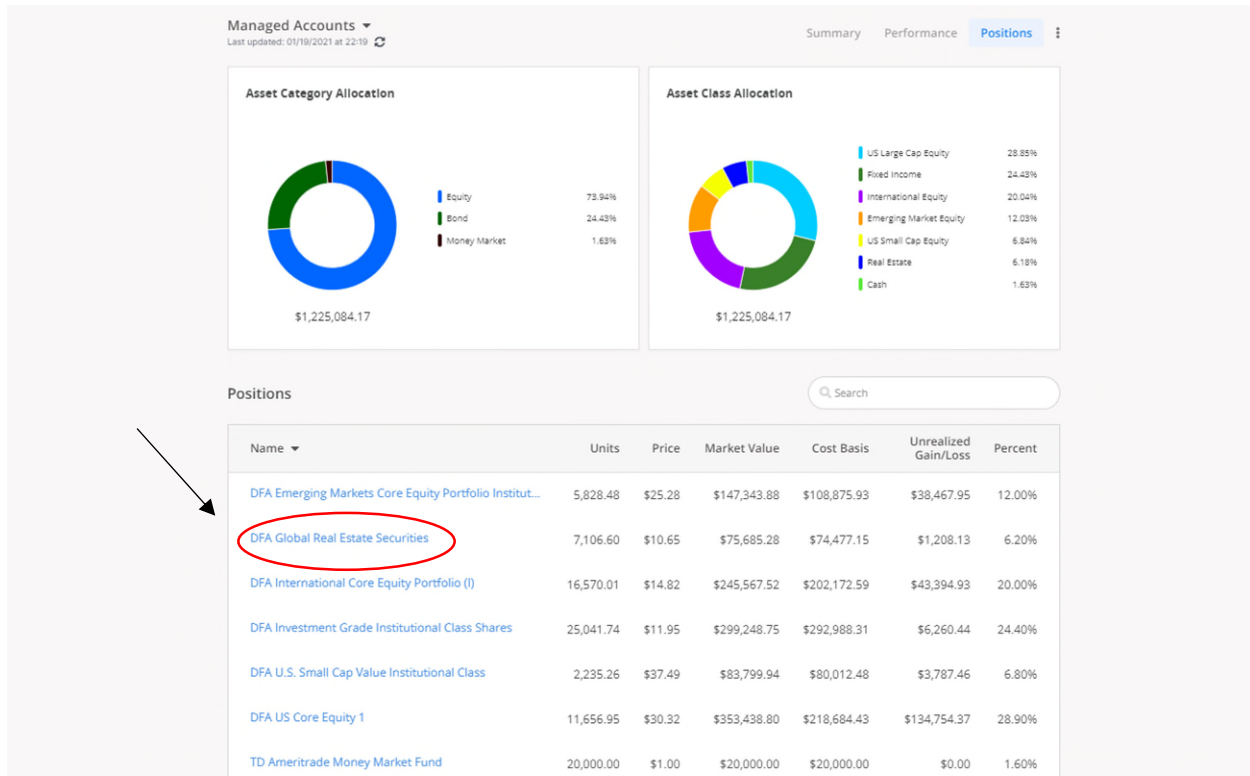 Managed Accounts
Last updated: 01/19/2021 at 22:19
Summary Performance Positions
Asset Category Allocation
Equity 73.94%
Bond 24.43%
Money Market 1.63%
$1,225,084.17
Asset Class Allocation
US Large Cap Equity 28.85%
Fixed Income 24.43%
International Equity 20.04%
Emerging Market Equity 12.03%
US Small Cap Equity 6.84%
Real Estate 6.18%
Cash 1.63%
$1,225,084.17
Positions
Search
Name Units Price Market Value Cost Basis Unrealized Gain/Loss Percent
DFA Emerging Markets Core Equity Portfolio Institut... 5,828.48 $25.28 $147,343.88 $108,875.93 $38,467.95 12.00%
DFA Global Real Estate Securities 7,106.60 $10.65 $75,685.28 $74,477.15 $1,208.13 6.20%
DFA International Core Equity Portfolio (I) 16,570.01 $14.82 $245,567.52 $202,172.59 $43,394.93 20.00%
DFA Investment Grade Institutional Class Shares 25,041.74 $11.95 $299,248.75 $292,988.31 $6,260.44 24.40%
DFA U.S. Small Cap Value Institutional Class 2,235.26 $37.49 $83,799.94 $80,012.48 $3,787.46 6.80%
DFA US Core Equity 1 11,656.95 $30.32 $353,438.80 $218,684.43 $134,754.37 28.90%
TD Ameritrade Money Market Fund 20,000.00 $1.00 $20,000.00 $20,000.00 $0.00 1.60%